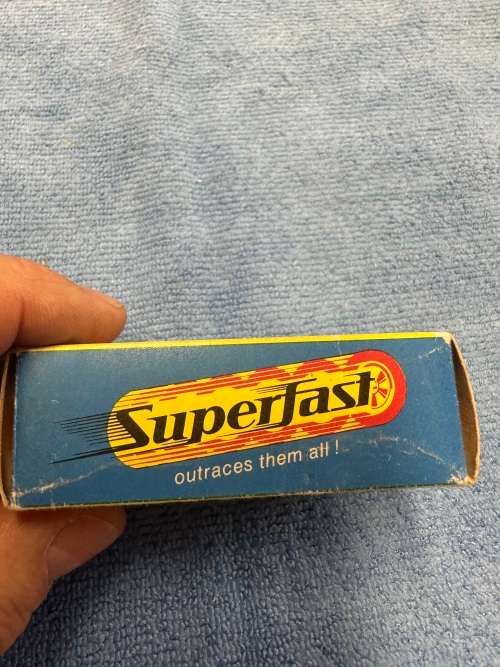 Superfast
outraces them all !